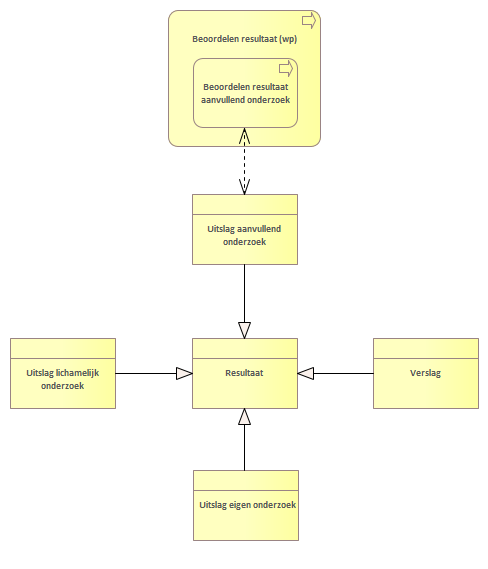 Beoordelen resultaat (wp)
Beoordelen resultaat
aanvullend onderzoek
Uitslag aanvullend
onderzoek
Uitslag lichamelijk
onderzoek
Resultaat
Verslag
Uitslag eigen onderzoek